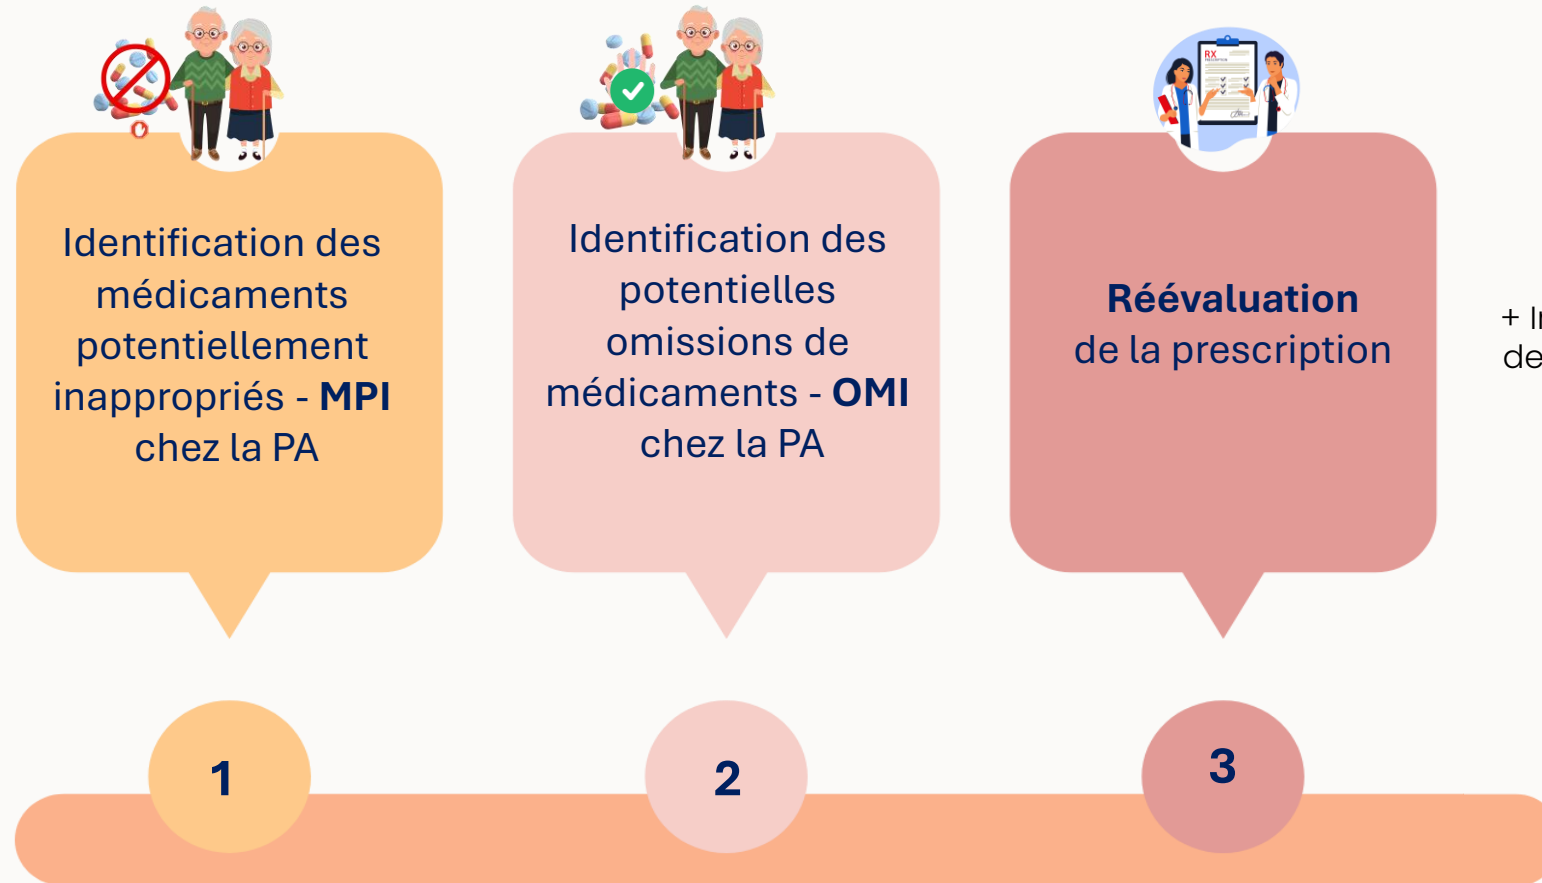 Identification des
médicaments
potentiellement
inappropriés - MPI
chez la PA
Identification des
potentielles
omissions de
médicaments - OMI
chez la PA
RX
Réévaluation
de la prescription
+
1
2
3